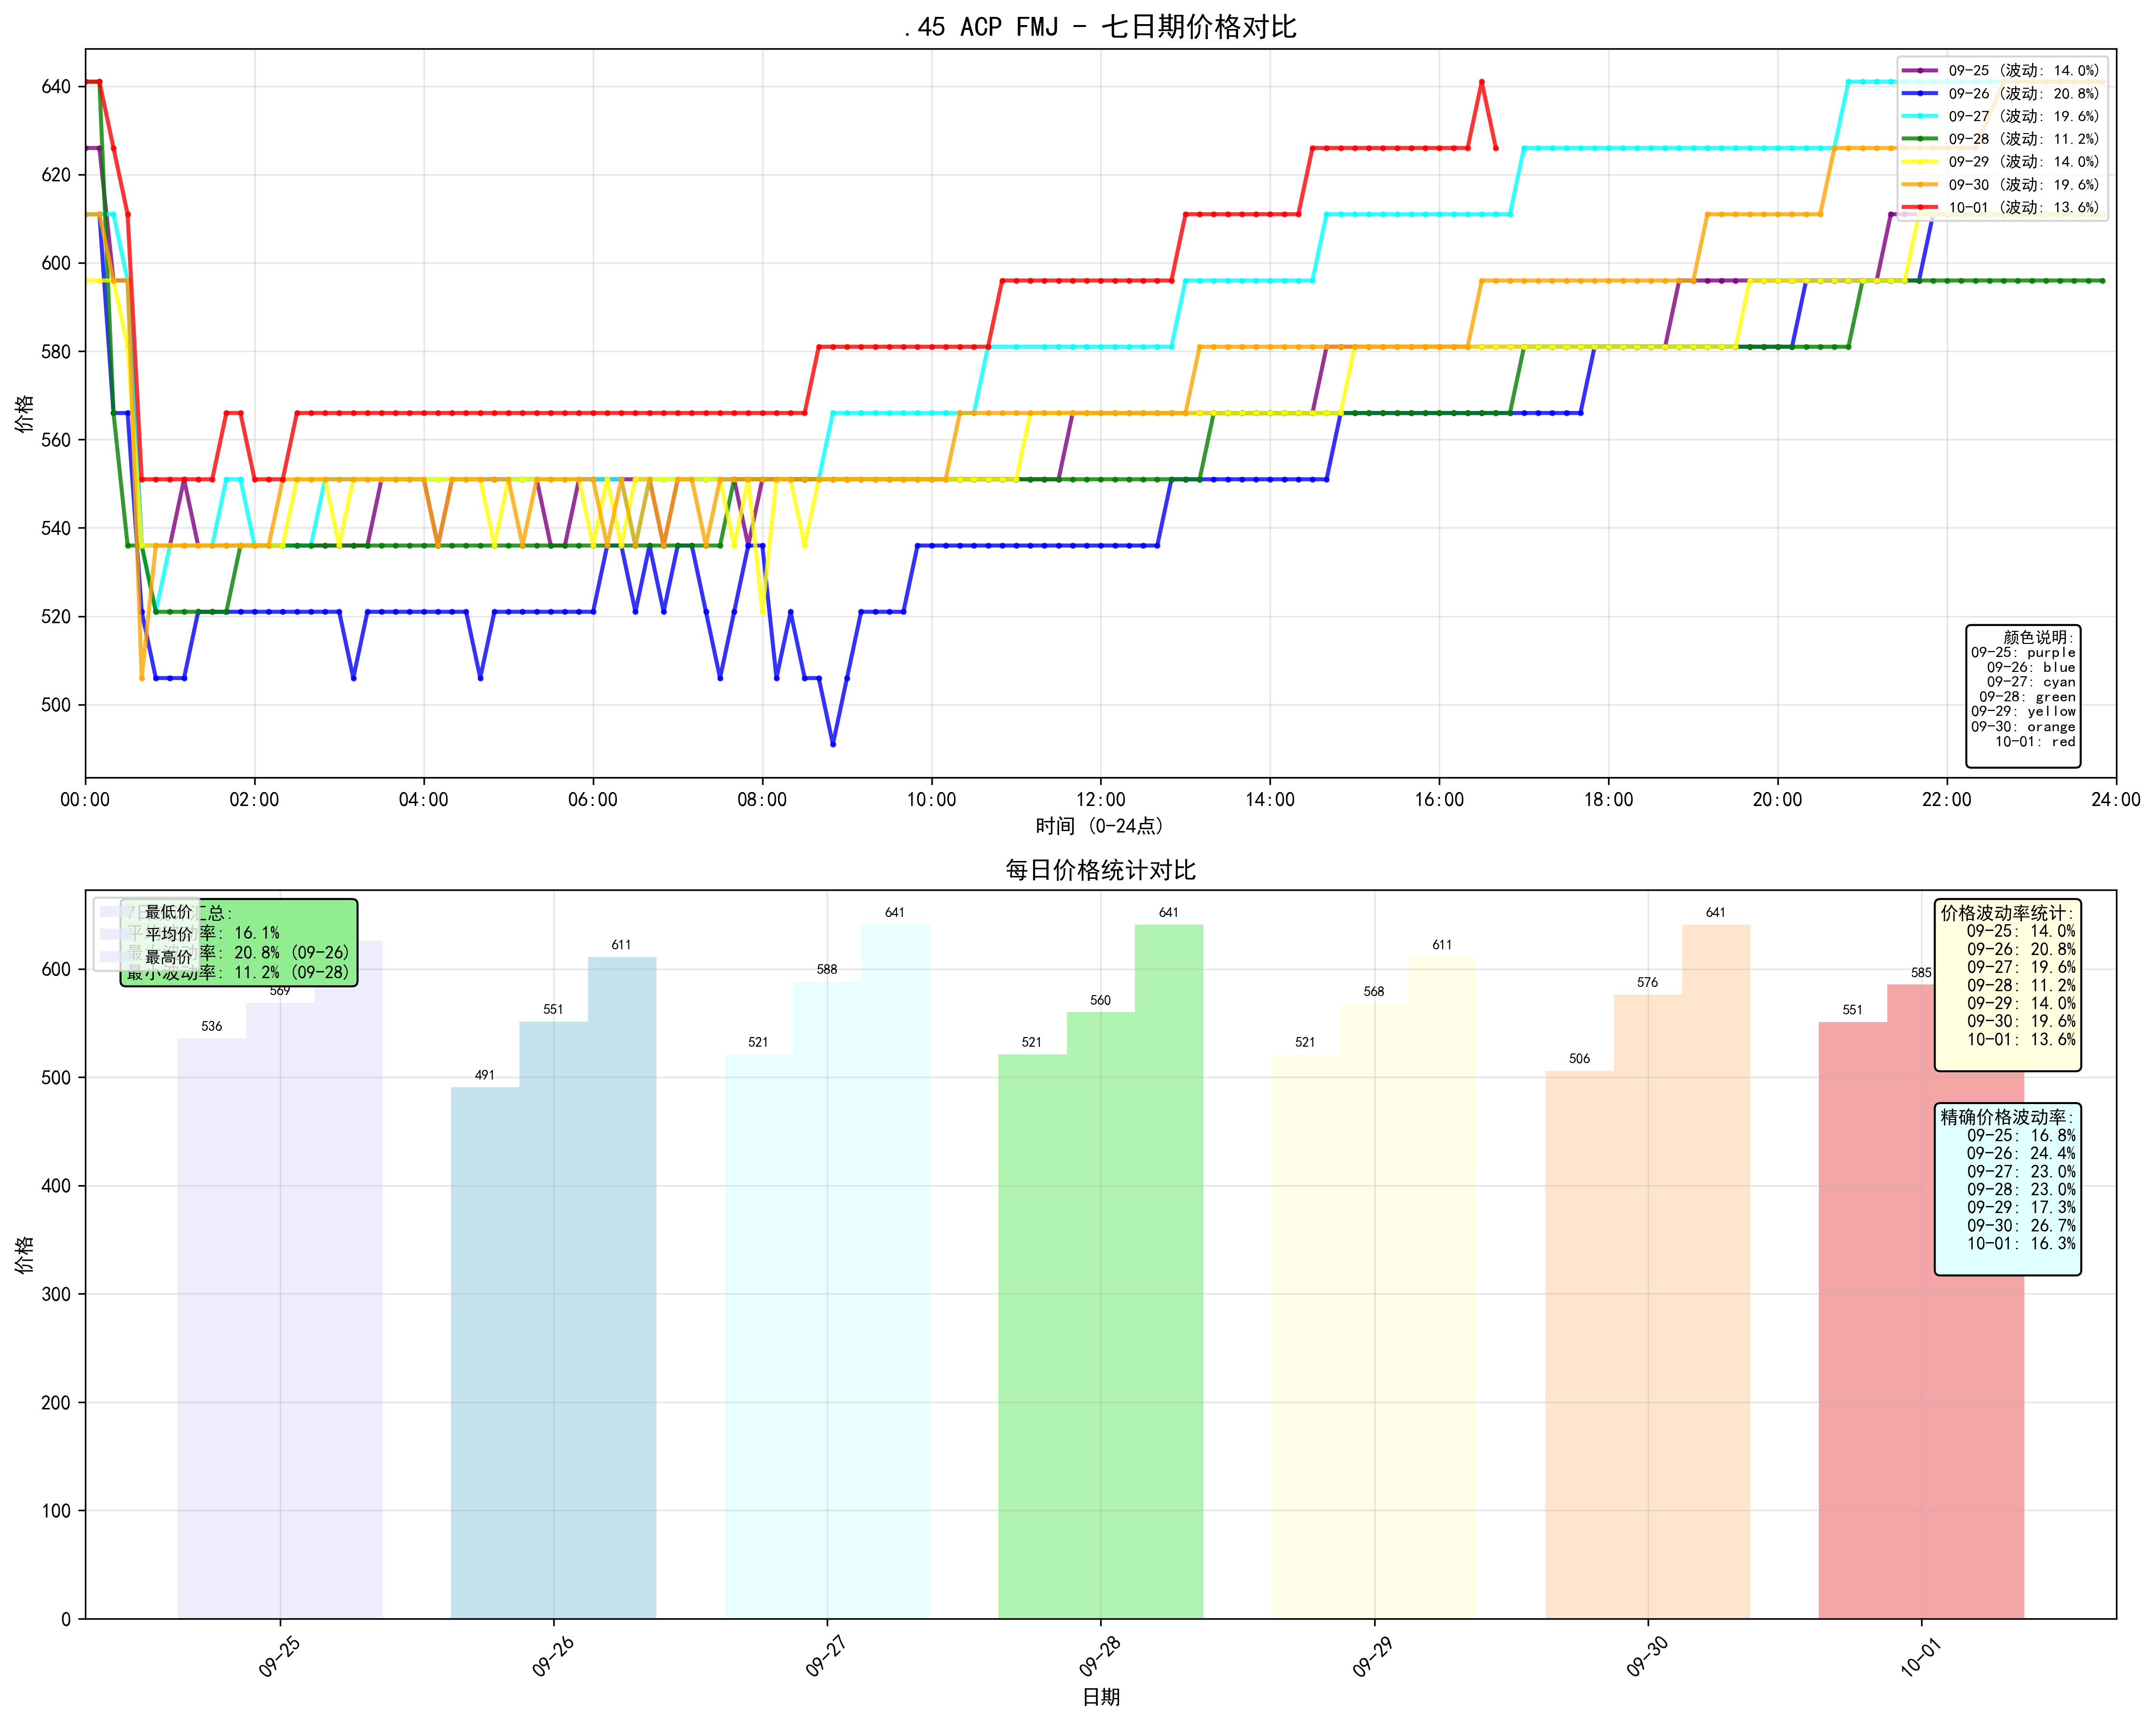 .45 ACP FMJ - 七日期价格对比
价格
640
620
600
580
560
540
520
500
09-25 (波动: 14.0%)
09-26 (波动: 20.8%)
09-27 (波动: 19.6%)
09-28 (波动: 11.2%)
09-29 (波动: 14.0%)
09-30 (波动: 19.6%)
10-01 (波动: 13.6%)
颜色说明:
09-25: purple
09-26: blue
09-27: cyan
09-28: green
09-29: yellow
09-30: orange
10-01: red
00:00 02:00 04:00 06:00 08:00 10:00 12:00 14:00 16:00 18:00 20:00 22:00 24:00
时间 (0-24点)
每日价格统计对比
价格
600
500
400
300
200
100
0
最低价
平均价
最高价
汇总:
率: 16.1%
率: 20.8% (09-26)
最小波动率: 11.2% (09-28)
536 569
491 551 611
521 588 641
521 560 641
521 568 611
506 576 641
551 585
价格波动率统计:
09-25: 14.0%
09-26: 20.8%
09-27: 19.6%
09-28: 11.2%
09-29: 14.0%
09-30: 19.6%
10-01: 13.6%
精确价格波动率:
09-25: 16.8%
09-26: 24.4%
09-27: 23.0%
09-28: 23.0%
09-29: 17.3%
09-30: 26.7%
10-01: 16.3%
09-25 09-26 09-27 09-28 09-29 09-30 10-01
日期